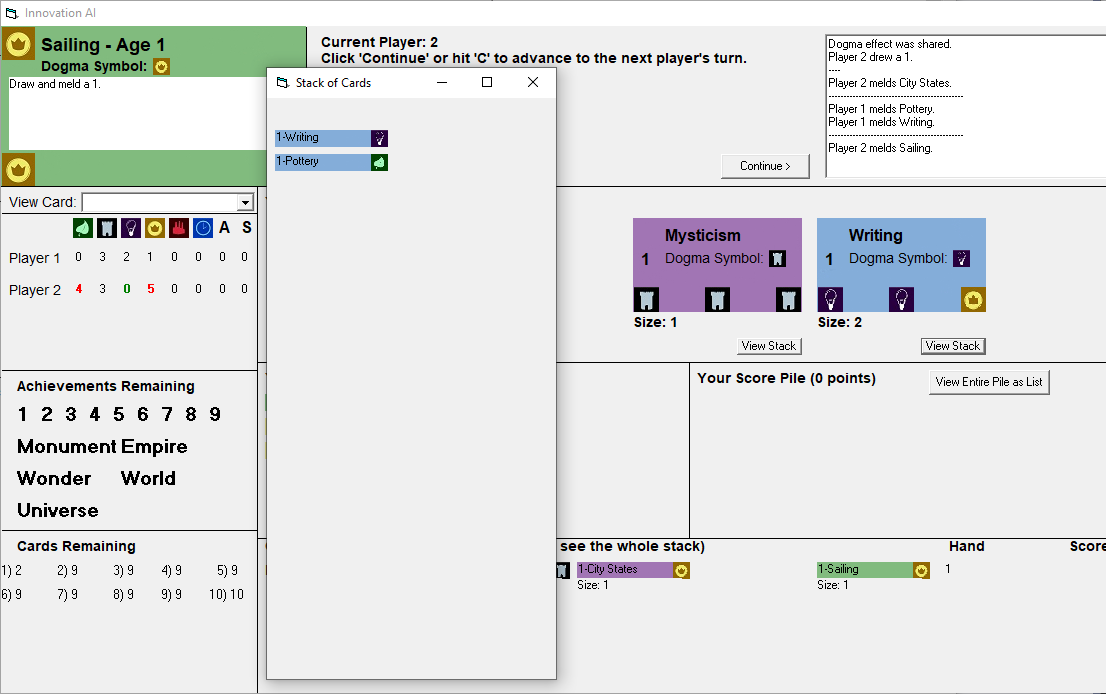 Innovation AI
Sailing - Age 1
Dogma Symbol:
Draw and meld a 1.
Current Player: 2
Click 'Continue' or hit 'C' to advance to the next player's turn.
Continue >
Dogma effect was shared.
Player 2 drew a 1.
----
Player 2 melds City States.
--------------------------------------
Player 1 melds Pottery.
Player 1 melds Writing.
--------------------------------------
Player 2 melds Sailing.
Stack of Cards
1-Writing
1-Pottery
View Card:
A S
Player 1 0 3 2 1 0 0 0 0
Player 2 4 3 0 5 0 0 0 0
Mysticism
1 Dogma Symbol:
Size: 1
View Stack
Writing
1 Dogma Symbol:
Size: 2
View Stack
Achievements Remaining
1 2 3 4 5 6 7 8 9
Monument Empire
Wonder World
Universe
Your Score Pile (0 points)
View Entire Pile as List
Cards Remaining
1) 2 2) 9 3) 9 4) 9 5) 9
6) 9 7) 9 8) 9 9) 9 10) 10
see the whole stack)
Hand
Score
1-City States
Size: 1
1-Sailing
Size: 1
1